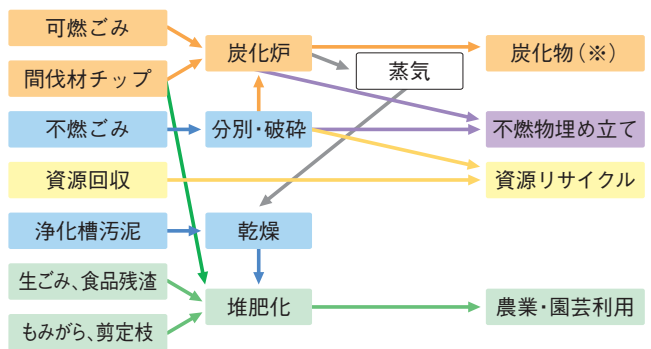 可燃ごみ
炭化炉
炭化物(※)
間伐材チップ
蒸気
不燃ごみ
分別・破砕
不燃物埋め立て
資源回収
資源リサイクル
浄化槽汚泥
乾燥
生ごみ、食品残渣
堆肥化
農業・園芸利用
もみがら、剪定枝